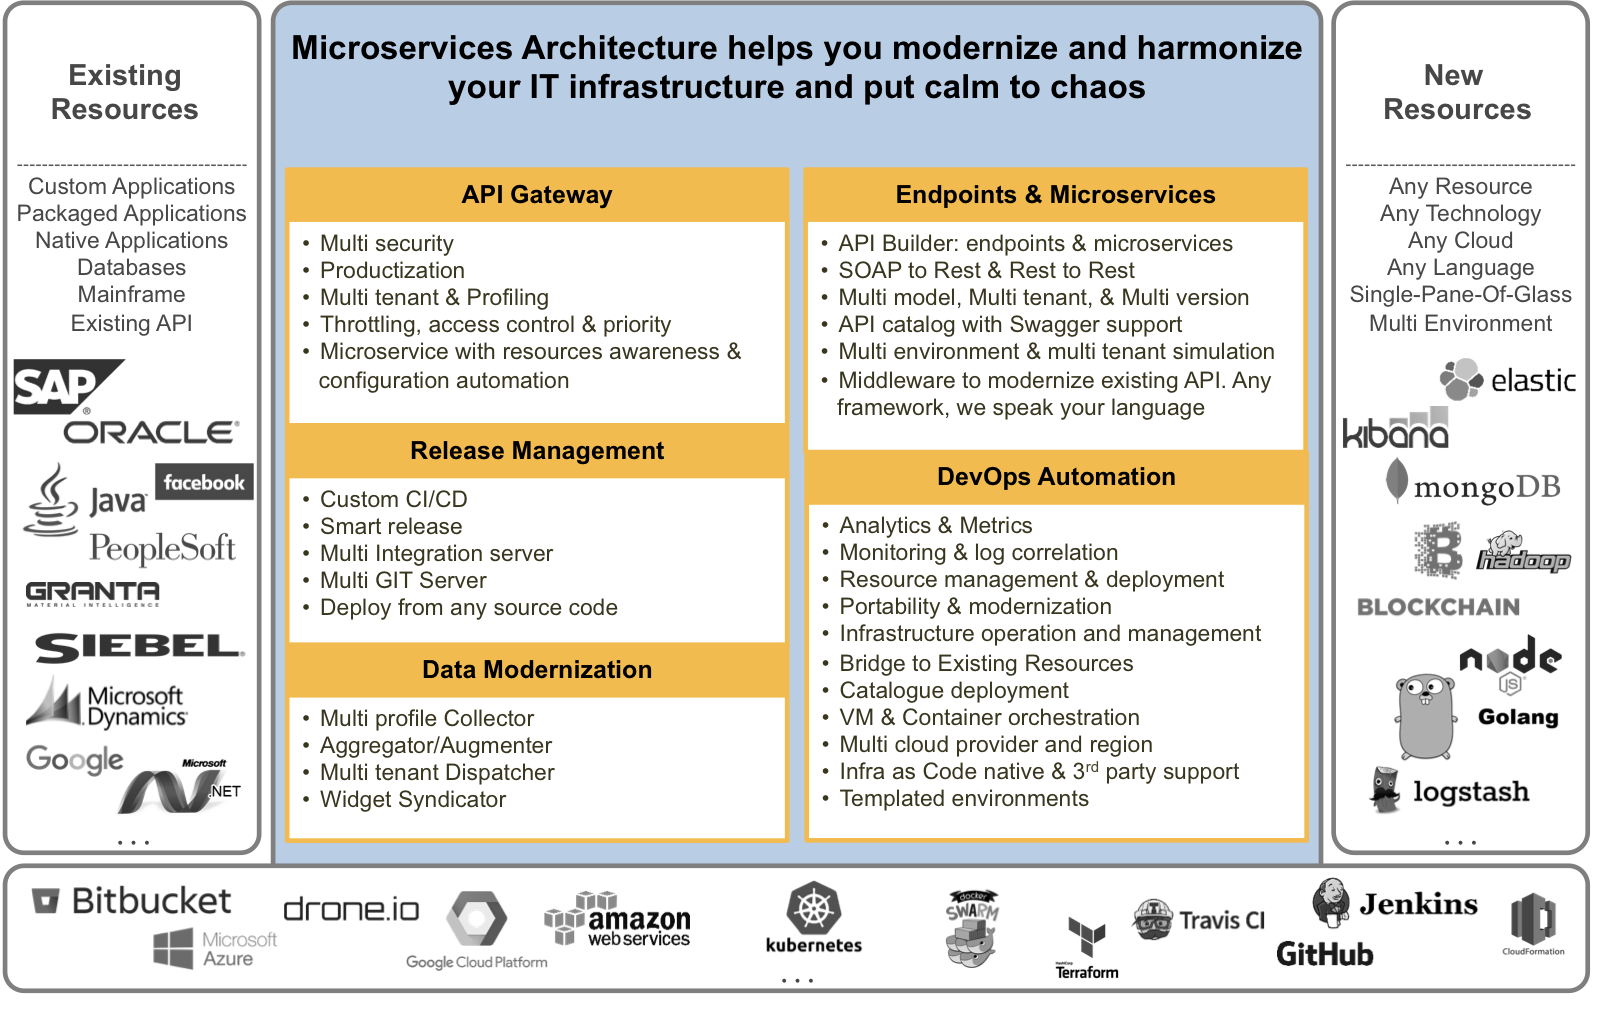 Existing
Resources
-------------------------------------
Custom Applications
Packaged Applications
Native Applications
Databases
Mainframe
Existing API
SAP
®
ORACLE®
Java
facebook
PeopleSoft
GRANTA
MATERIAL INTELLIGENCE
SIEBEL.
Microsoft
Dynamics
Google
Microsoft
.NET
...
Microservices Architecture helps you modernize and harmonize
your IT infrastructure and put calm to chaos
API Gateway
• Multi security
• Productization
• Multi tenant & Profiling
• Throttling, access control & priority
• Microservice with resources awareness &
configuration automation
Release Management
• Custom CI/CD
• Smart release
• Multi Integration server
• Multi GIT Server
• Deploy from any source code
Data Modernization
• Multi profile Collector
• Aggregator/Augmenter
• Multi tenant Dispatcher
• Widget Syndicator
Endpoints & Microservices
• API Builder: endpoints & microservices
• SOAP to Rest & Rest to Rest
• Multi model, Multi tenant, & Multi version
• API catalog with Swagger support
• Multi environment & multi tenant simulation
• Middleware to modernize existing API. Any
framework, we speak your language
DevOps Automation
• Analytics & Metrics
• Monitoring & log correlation
• Resource management & deployment
• Portability & modernization
• Infrastructure operation and management
• Bridge to Existing Resources
• Catalogue deployment
• VM & Container orchestration
• Multi cloud provider and region
• Infra as Code native & 3rd party support
• Templated environments
New
Resources
-------------------------------------
Any Resource
Any Technology
Any Cloud
Any Language
Single-Pane-Of-Glass
Multi Environment
elastic
kibana
mongoDB
hadoop
BLOCKCHAIN
node
JS
Golang
logstash
...
Bitbucket
Microsoft
Azure
drone.io
Google Cloud Platform
amazon
web services
kubernetes
docker
SWARM
HashiCorp
Terraform
Travis CI
Jenkins
GitHub
CloudFormation
...